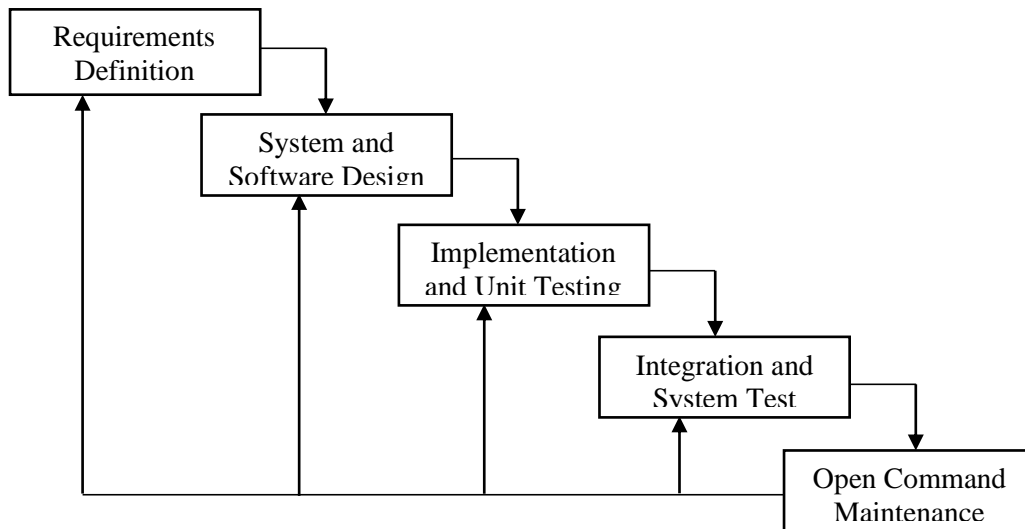 Requirements
Definition
System and
Software Design
Implementation
and Unit Testing
Integration and
System Test
Open Command
Maintenance